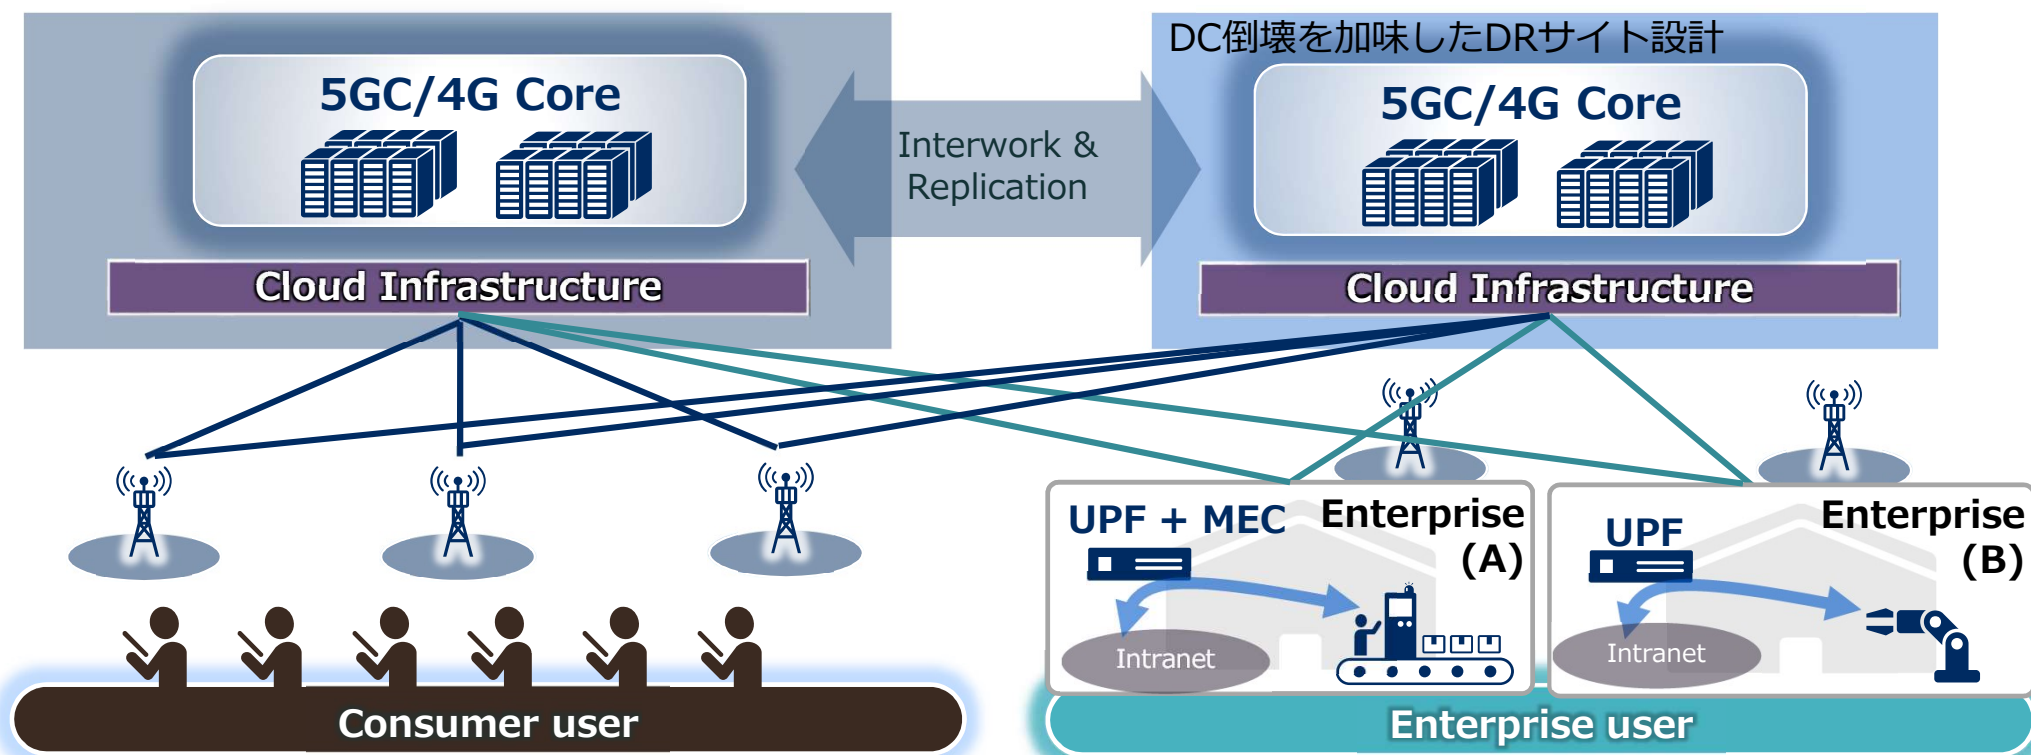 DC倒壊を加味したDRサイト設計
5GC/4G Core
5GC/4G Core
Interwork &
Replication
Cloud Infrastructure
Cloud Infrastructure
UPF + MEC
Enterprise
(A)
Intranet
UPF
Enterprise
(B)
Intranet
Consumer user
Enterprise user